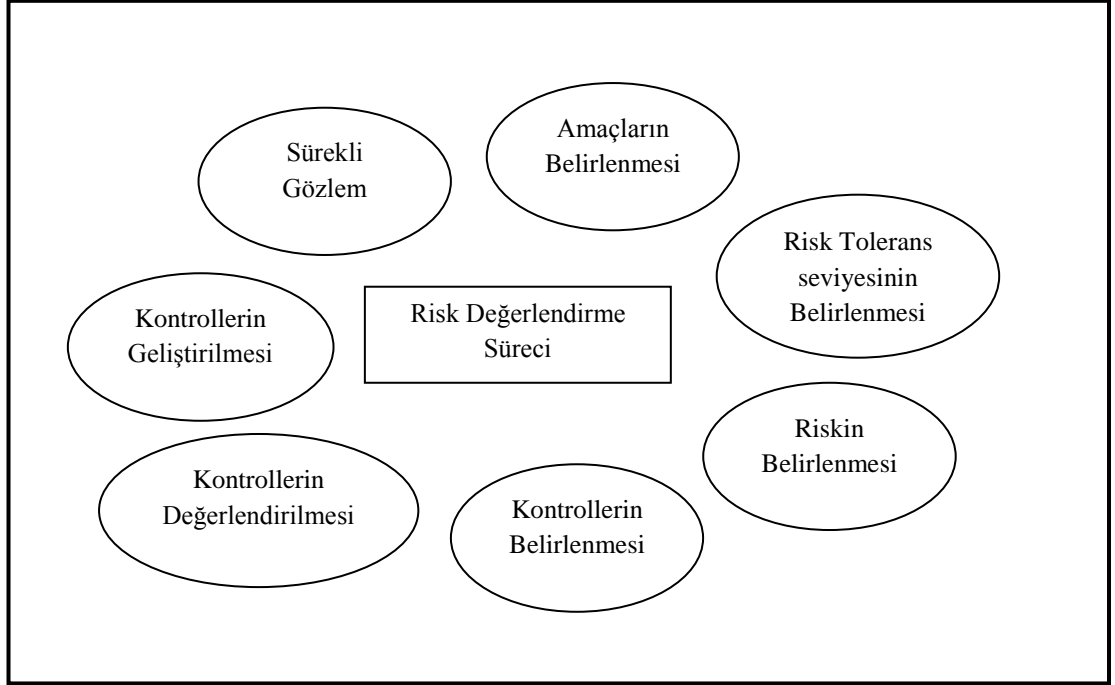 Sürekli
Gözlem
Amaçların
Belirlenmesi
Risk Tolerans
seviyesinin
Belirlenmesi
Kontrollerin
Geliştirilmesi
Risk Değerlendirme
Süreci
Riskin
Belirlenmesi
Kontrollerin
Değerlendirilmesi
Kontrollerin
Belirlenmesi